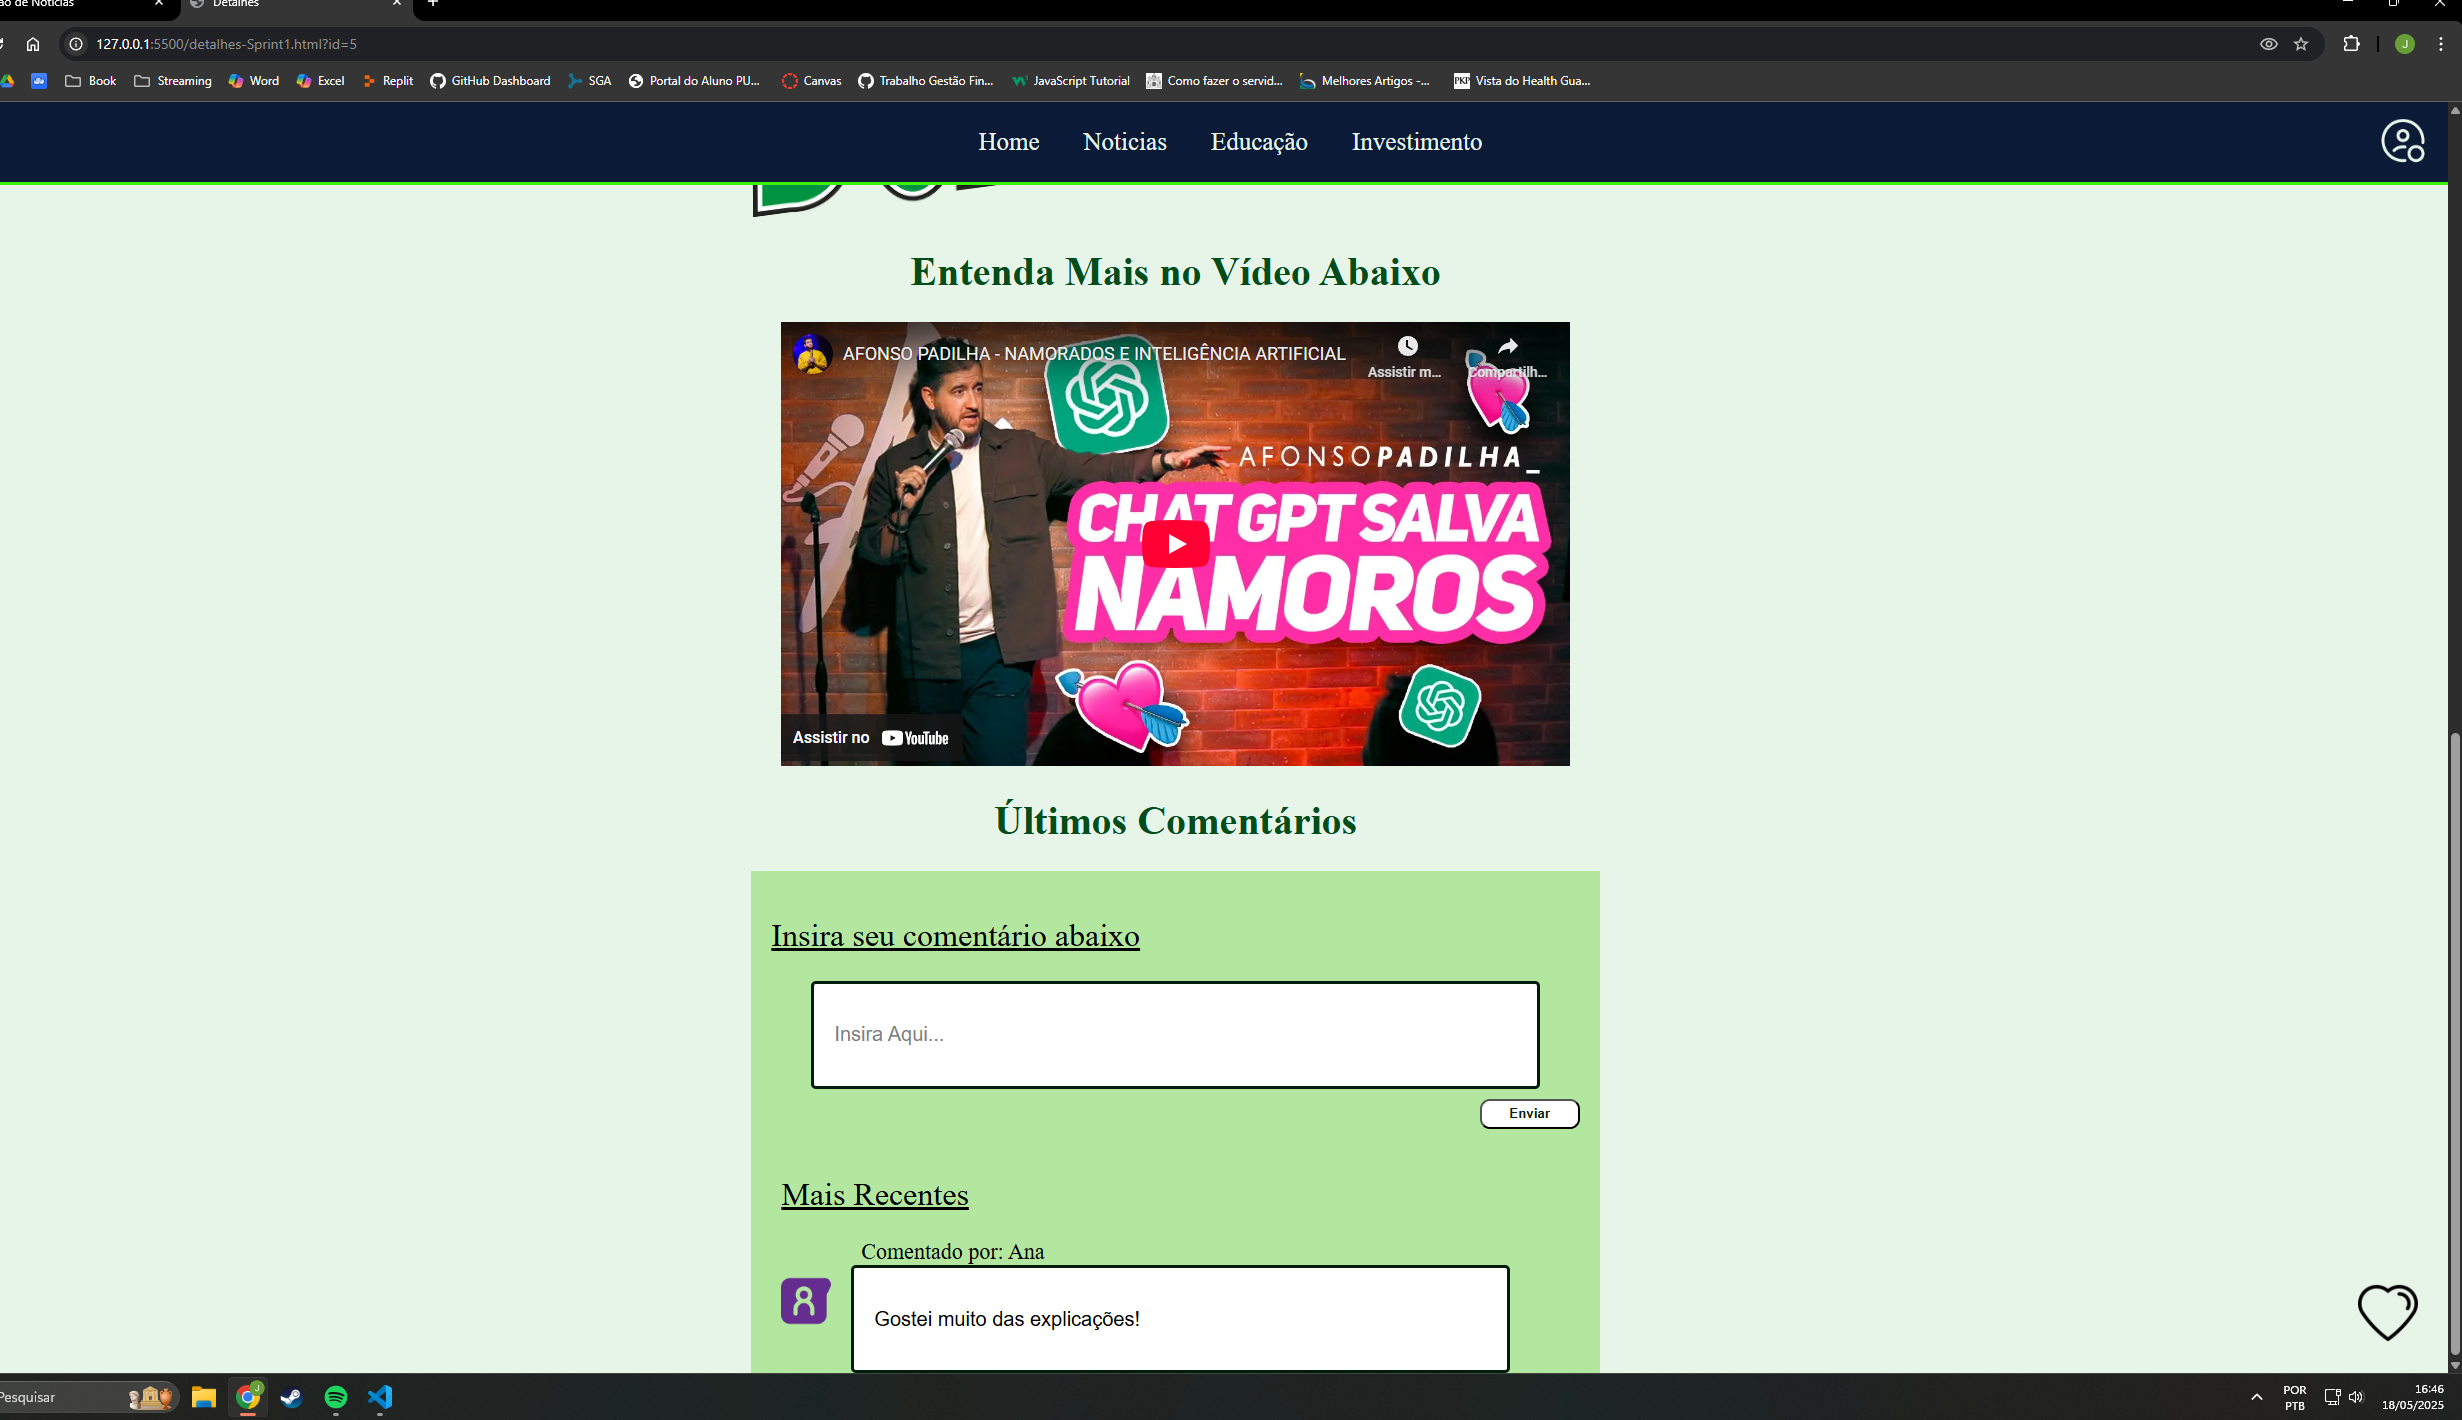 ão de Notícias
Detalhes
127.0.0.1:5500/detalhes-Sprint1.html?id=5
J
Book
Streaming
Word
Excel
Replit
GitHub Dashboard
SGA
Portal do Aluno PU...
Canvas
Trabalho Gestão Fin...
JavaScript Tutorial
Como fazer o servid...
PKP
Melhores Artigos -...
Vista do Health Gua...
Home
Noticias
Educação
Investimento
Entenda Mais no Vídeo Abaixo
AFONSO PADILHA - NAMORADOS E INTELIGÊNCIA ARTIFICIAL
Assistir m...
Compartilh...
AFONSOPADILHA_
CHAT GPT SALVA
NAMOROS
Assistir no YouTube
Últimos Comentários
Insira seu comentário abaixo
Insira Aqui...
Enviar
Mais Recentes
Comentado por: Ana
Gostei muito das explicações!
Pesquisar
J
POR
PTB
16:46
18/05/2025